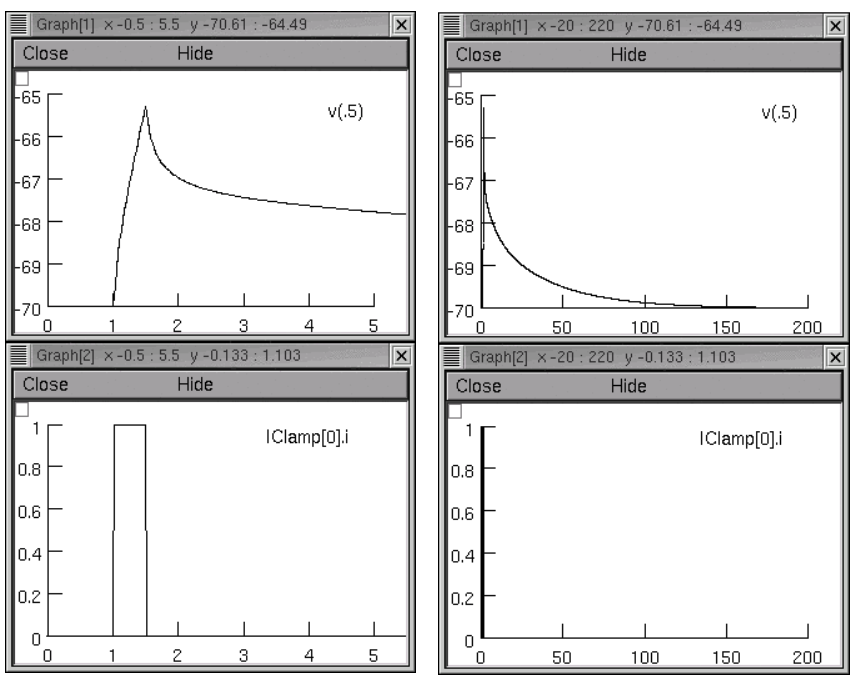 Graph[1] x -0.5 : 5.5 y -70.61 : -64.49
Close Hide
v(.5)
-65
-66
-67
-68
-69
-70
0 1 2 3 4 5
Graph[2] x -0.5 : 5.5 y -0.133 : 1.103
Close Hide
IClamp[0].i
1
0.8
0.6
0.4
0.2
0
0 1 2 3 4 5
Graph[1] x -20 : 220 y -70.61 : -64.49
Close Hide
v(.5)
-65
-66
-67
-68
-69
-70
0 50 100 150 200
Graph[2] x -20 : 220 y -0.133 : 1.103
Close Hide
IClamp[0].i
1
0.8
0.6
0.4
0.2
0
0 50 100 150 200